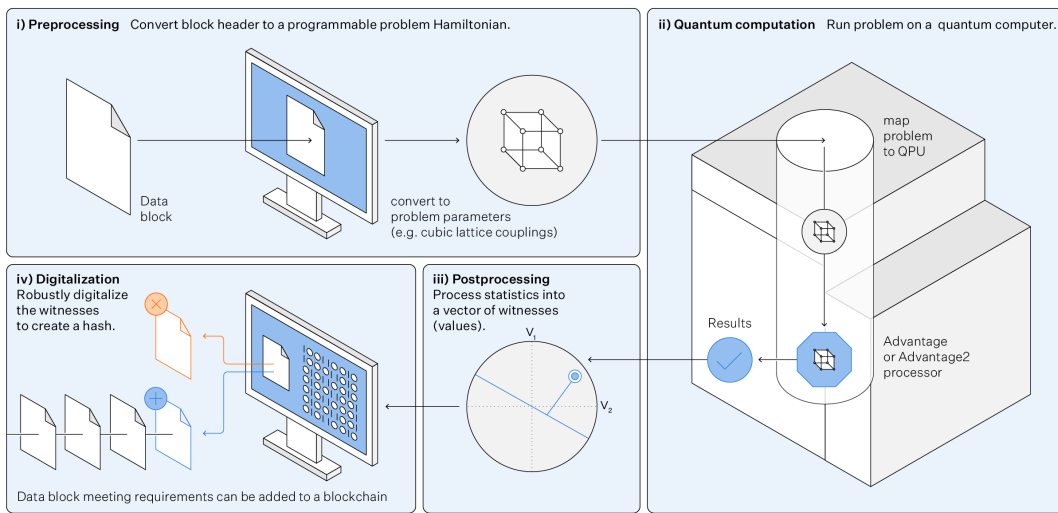 i) Preprocessing Convert block header to a programmable problem Hamiltonian.
Data
block
convert to
problem parameters
(e.g. cubic lattice couplings)
ii) Quantum computation Run problem on a quantum computer.
map
problem
to QPU
Advantage
or Advantage2
processor
Results
iii) Postprocessing
Process statistics into
a vector of witnesses
(values).
V₁
V₂
iv) Digitalization
Robustly digitalize
the witnesses
to create a hash.
Data block meeting requirements can be added to a blockchain